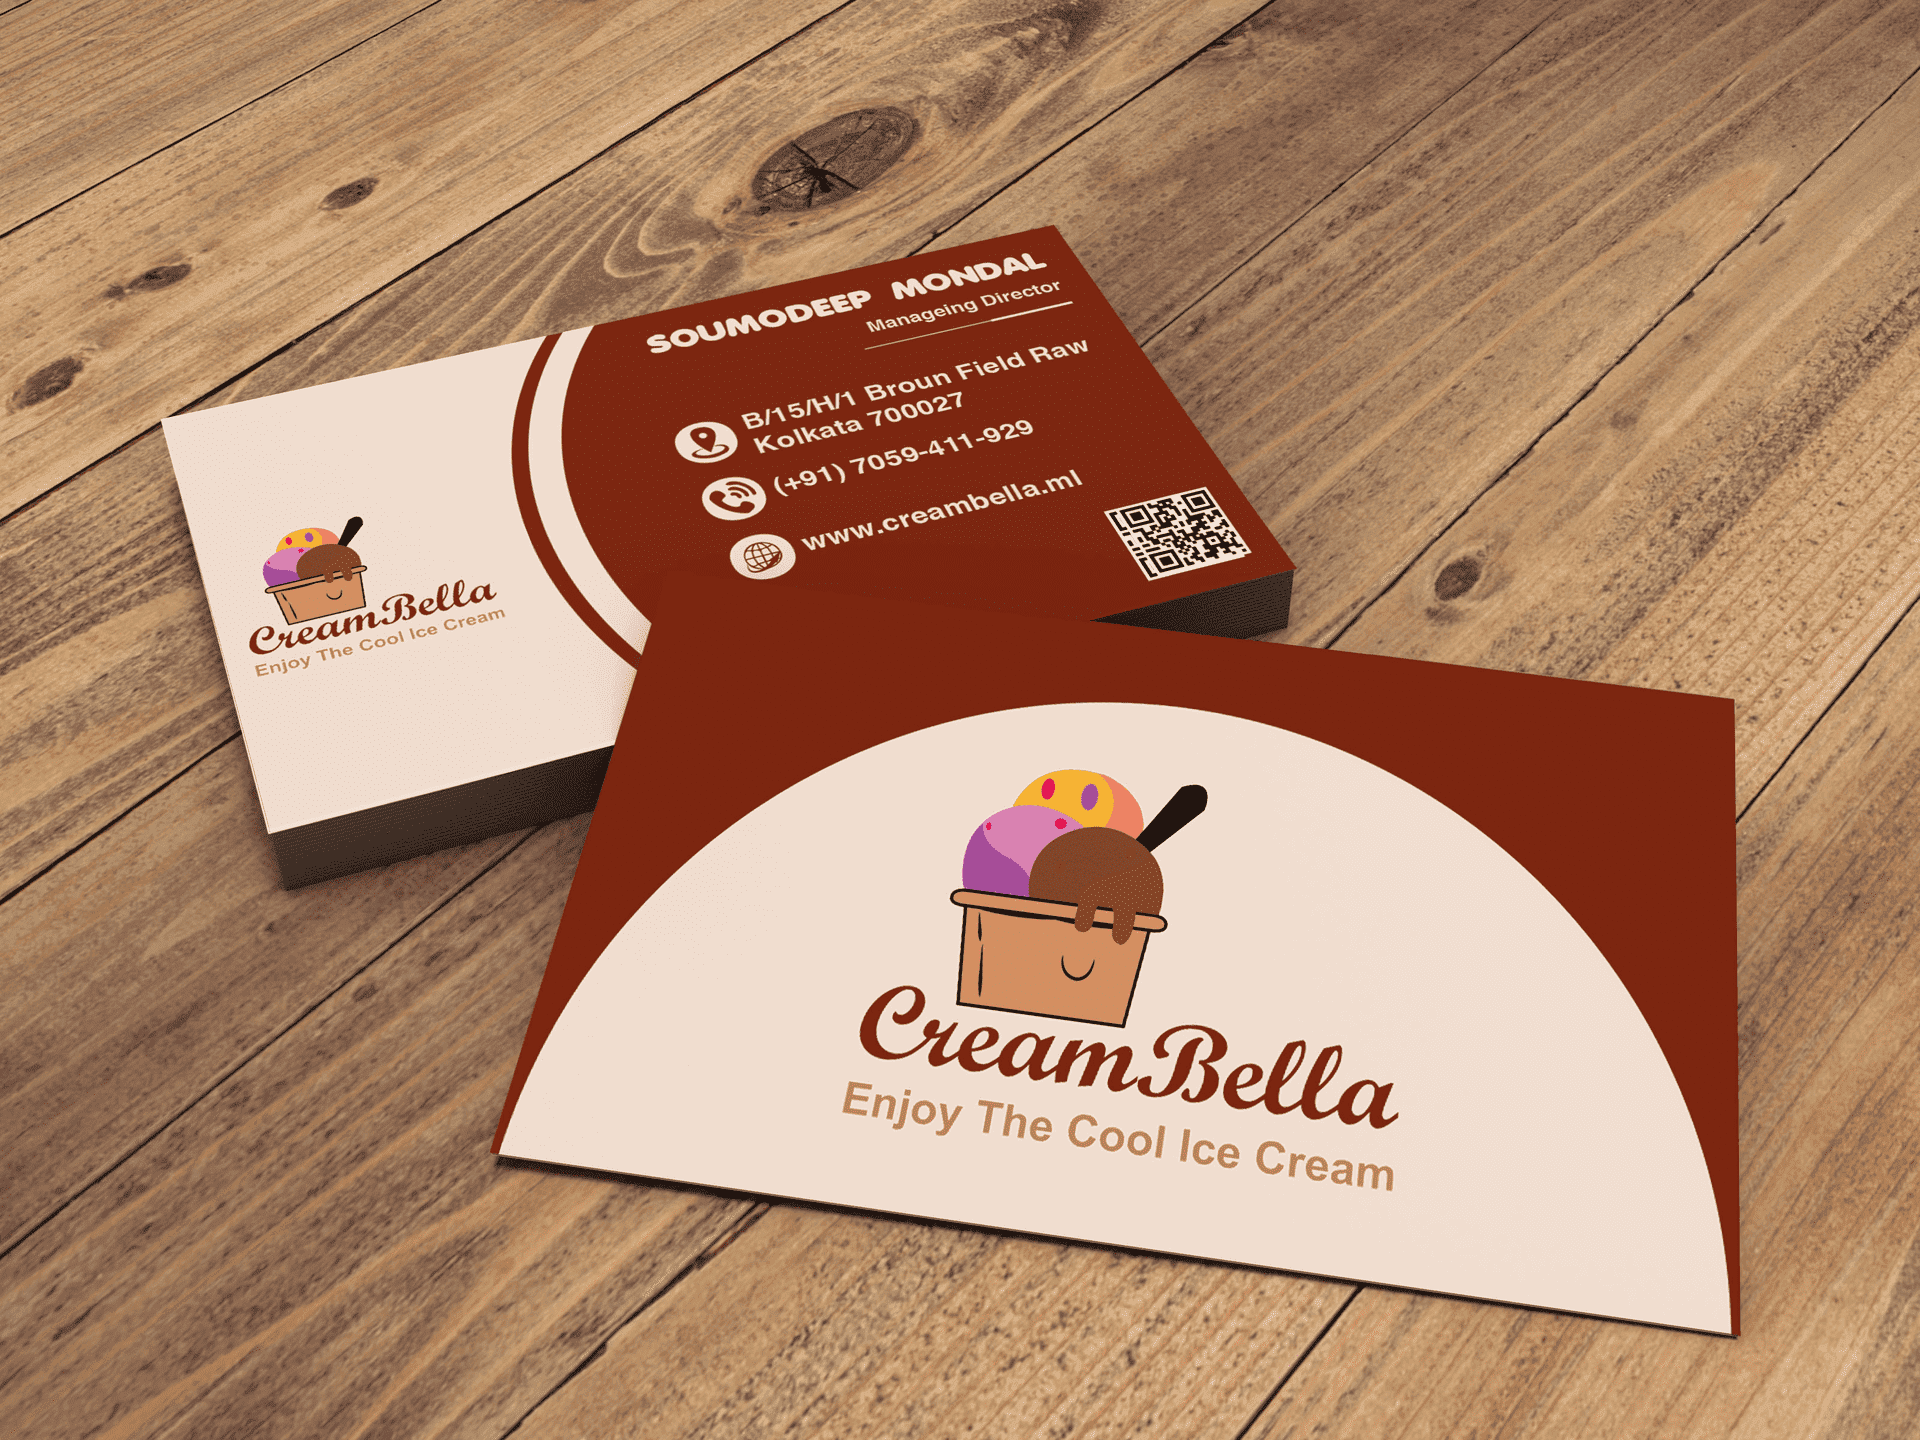 SOUMODEEP MONDAL
Manageing Director
B/15/H/1 Broun Field Raw
Kolkata 700027
(+91) 7059-411-929
www.creambella.ml
CreamBella
Enjoy The Cool Ice Cream
CreamBella
Enjoy The Cool Ice Cream